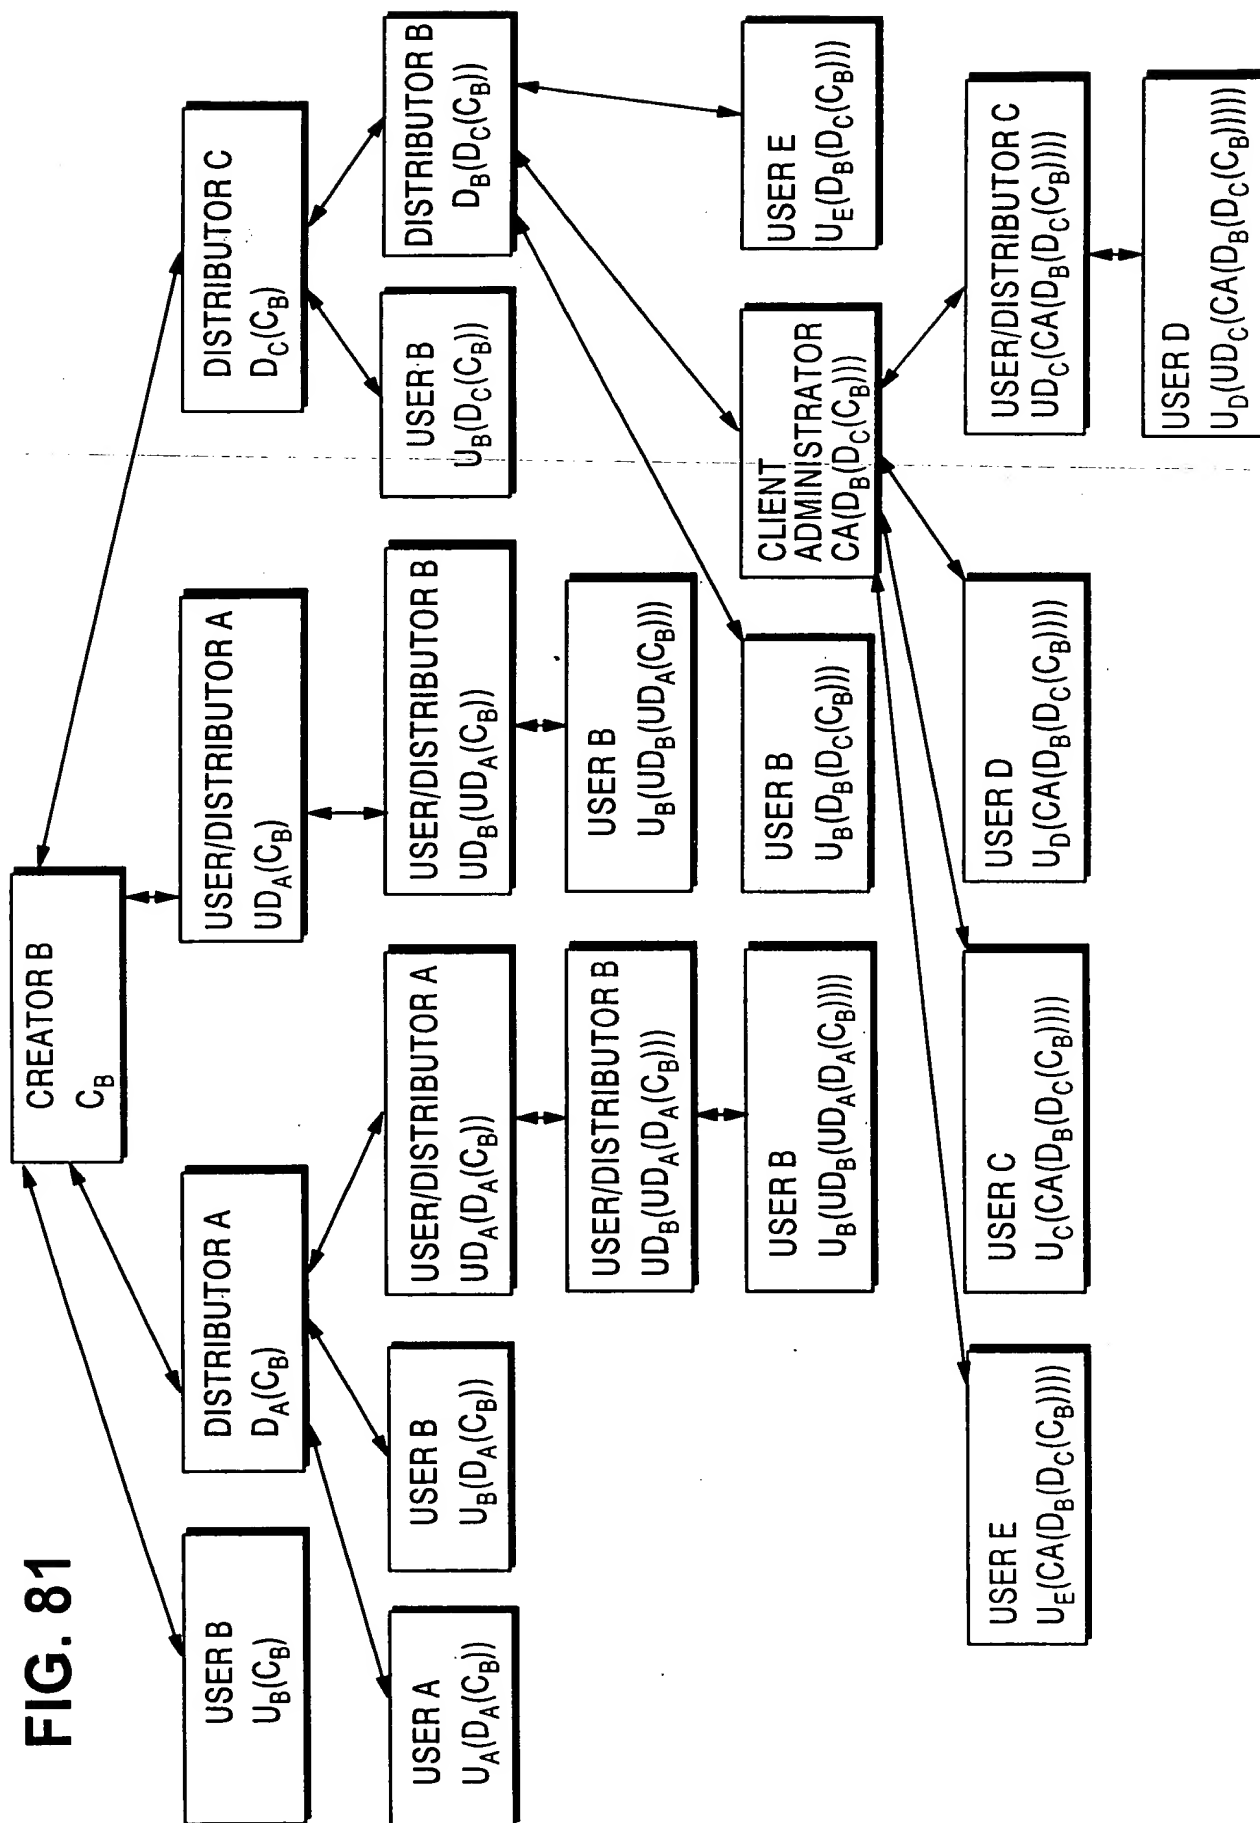 FIG. 81
CREATOR B
C_B
USER B
U_B(C_B)
DISTRIBUTOR A
D_A(C_B)
USER/DISTRIBUTOR A
UD_A(C_B)
DISTRIBUTOR C
D_C(C_B)
USER A
U_A(D_A(C_B))
USER B
U_B(D_A(C_B))
USER/DISTRIBUTOR A
UD_A(D_A(C_B))
USER/DISTRIBUTOR B
UD_B(UD_A(C_B))
USER B
U_B(D_C(C_B))
DISTRIBUTOR B
D_B(D_C(C_B))
USER/DISTRIBUTOR B
UD_B(UD_A(D_A(C_B)))
USER B
U_B(UD_B(UD_A(C_B)))
USER B
U_B(UD_B(UD_A(D_A(C_B)))))
USER B
U_B(D_B(D_C(C_B)))
CLIENT
ADMINISTRATOR
CA(D_B(D_C(C_B)))
USER E
U_E(D_B(D_C(C_B)))
USER E
U_E(CA(D_B(D_C(C_B)))))
USER C
U_C(CA(D_B(D_C(C_B))))
USER D
U_D(CA(D_B(D_C(C_B))))
USER/DISTRIBUTOR C
UD_C(CA(D_B(D_C(C_B))))
USER D
U_D(UD_C(CA(D_B(D_C(C_B)))))